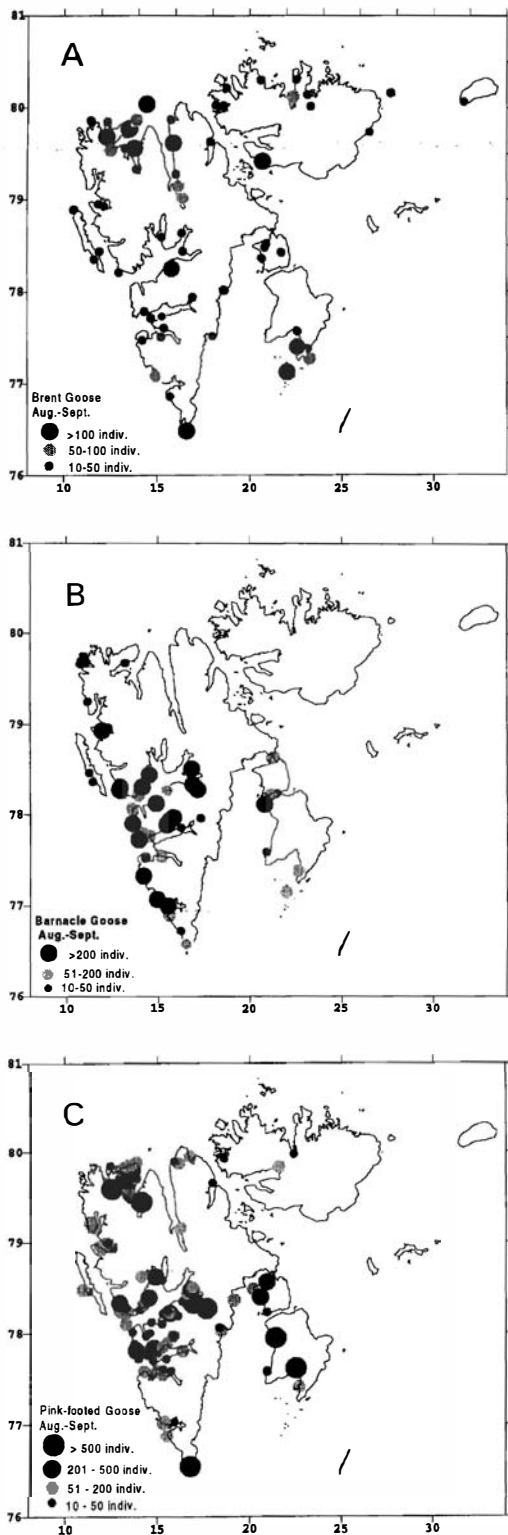 81
A
80
79
78
77
Brent Goose
Aug.-Sept.
>100 indiv.
50-100 indiv.
10-50 indiv.
76
10 15 20 25 30
81
B
80
79
78
77
Barnacle Goose
Aug.-Sept.
>200 indiv.
51-200 indiv.
10-50 indiv.
76
10 15 20 25 30
81
C
80
79
78
77
Pink-footed Goose
Aug.-Sept.
> 500 indiv.
201 - 500 indiv.
51 - 200 indiv.
10 - 50 indiv.
76
10 15 20 25 30